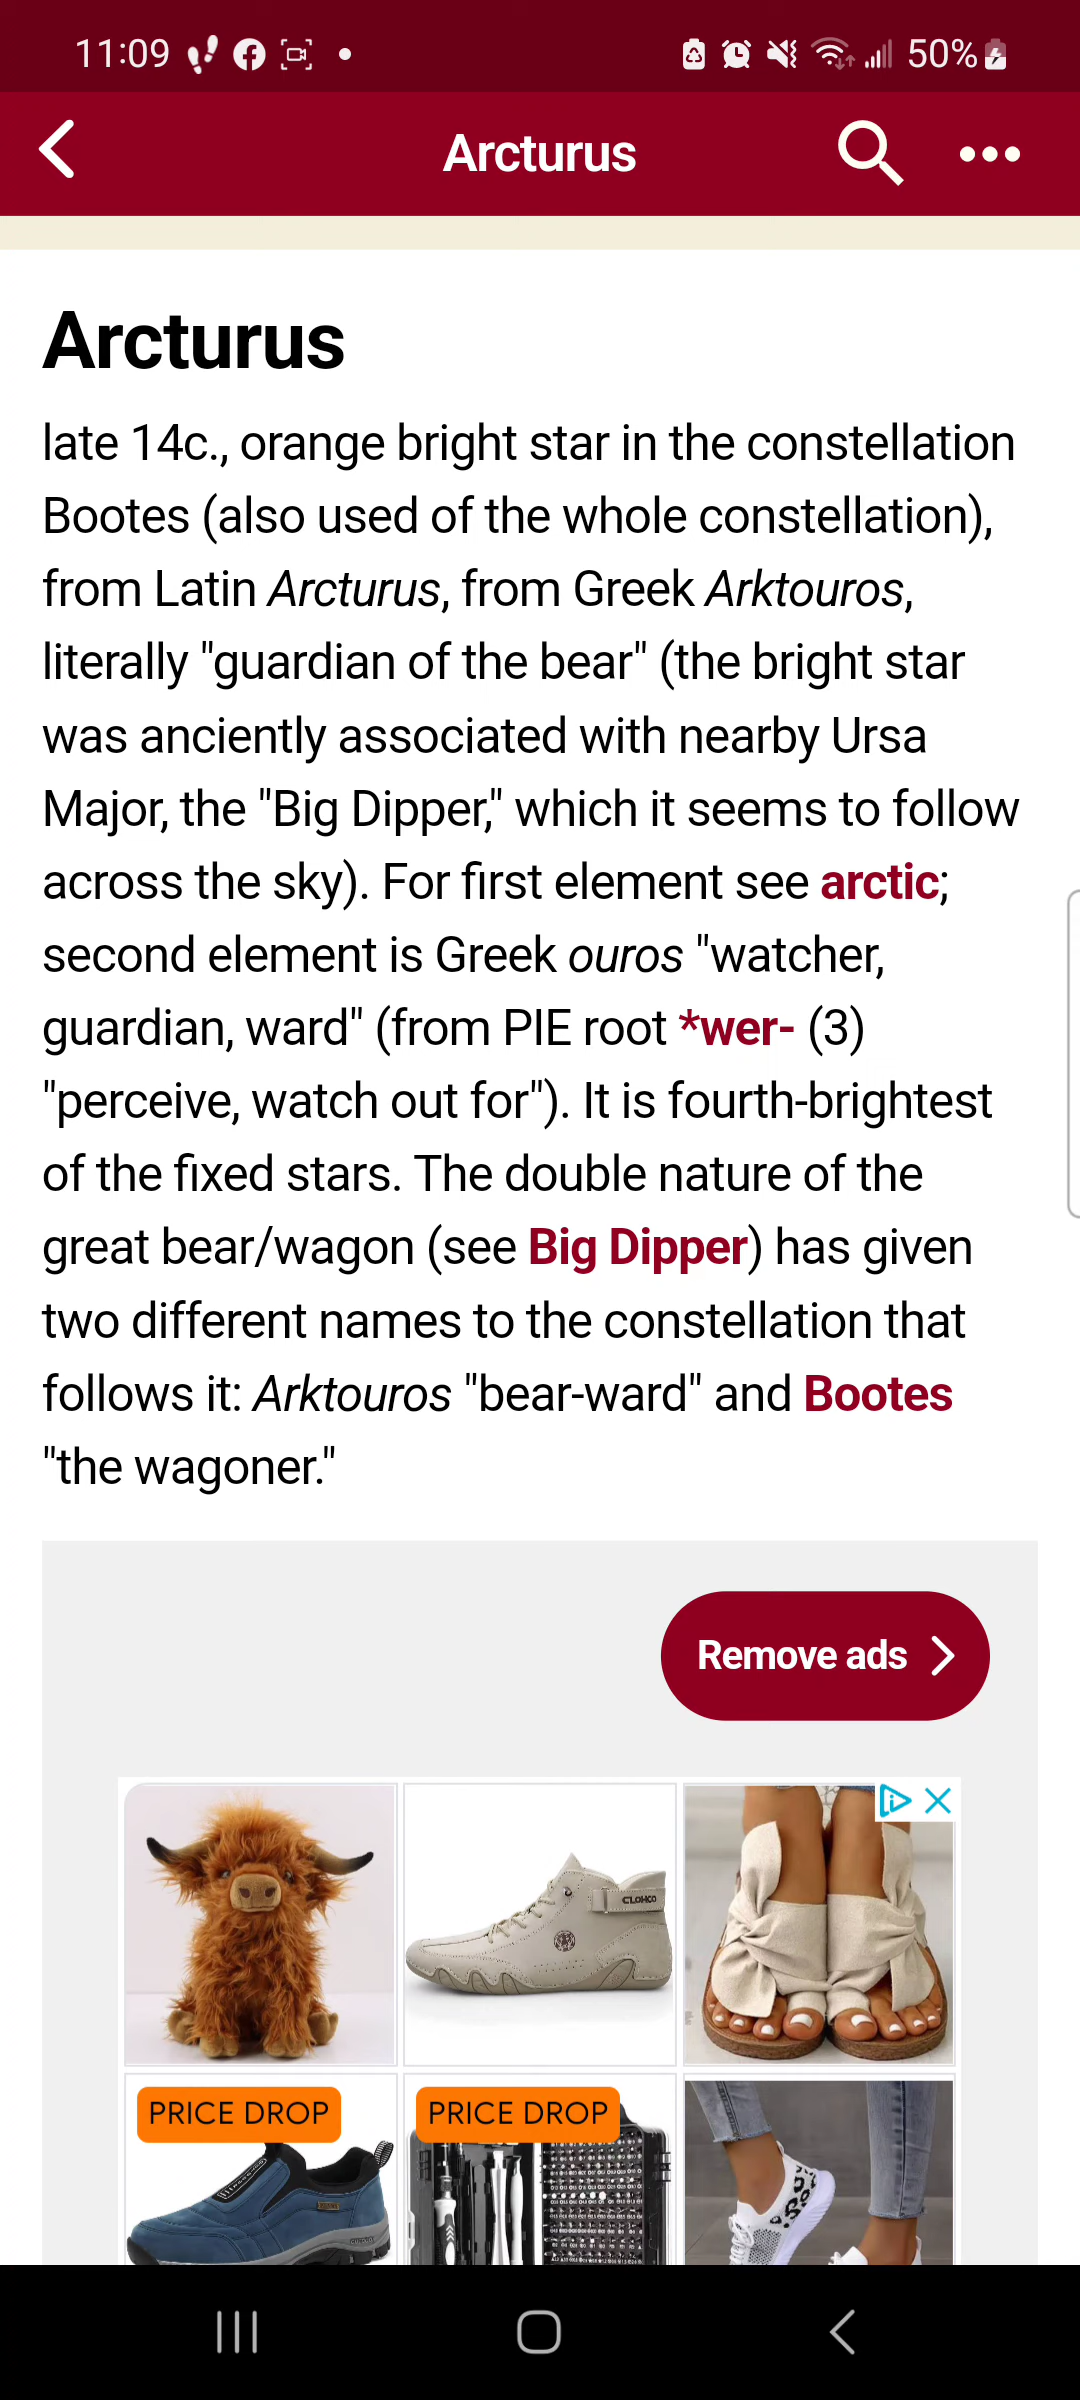 11:09
50%
Arcturus
Arcturus
late 14c., orange bright star in the constellation
Bootes (also used of the whole constellation),
from Latin Arcturus, from Greek Arktouros,
literally "guardian of the bear" (the bright star
was anciently associated with nearby Ursa
Major, the "Big Dipper," which it seems to follow
across the sky). For first element see arctic;
second element is Greek ouros "watcher,
guardian, ward" (from PIE root *wer- (3)
"perceive, watch out for"). It is fourth-brightest
of the fixed stars. The double nature of the
great bear/wagon (see Big Dipper) has given
two different names to the constellation that
follows it: Arktouros "bear-ward" and Bootes
"the wagoner."
Remove ads
CLOHCO
PRICE DROP
PRICE DROP